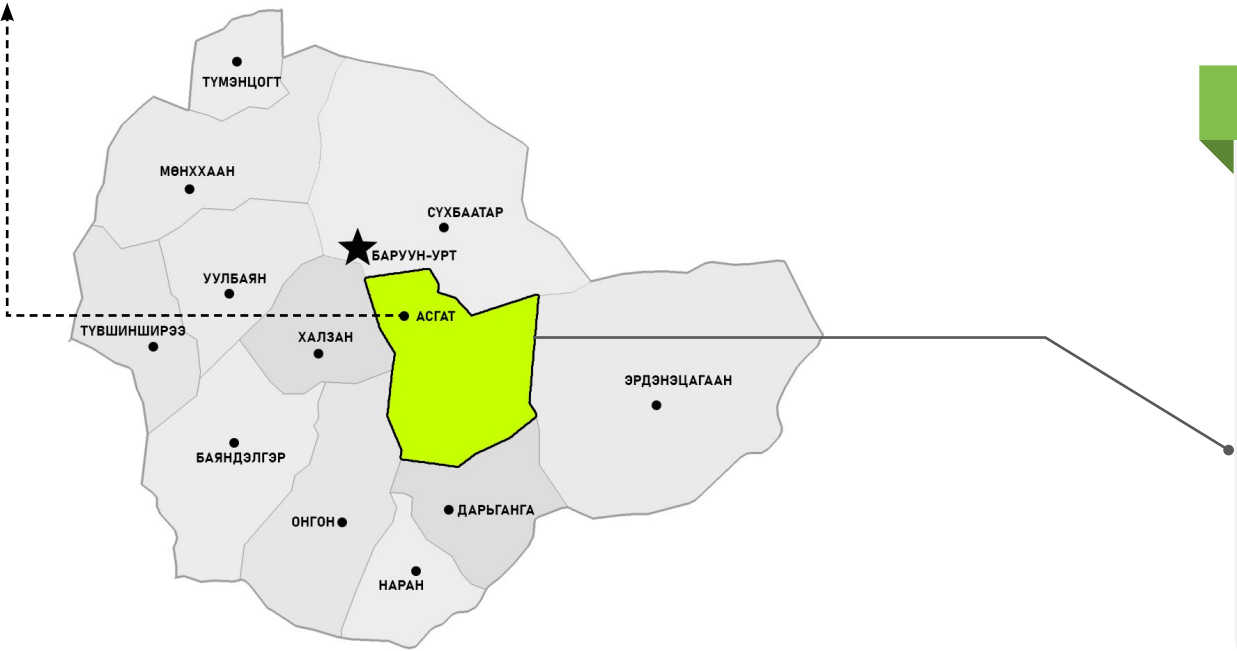 ТҮМЭНЦОГТ
МӨНХХААН
СҮХБААТАР
БАРУУН-УРТ
УУЛБАЯН
АСГАТ
ТҮВШИНШИРЭЭ
ХАЛЗАН
ЭРДЭНЭЦАГААН
БАЯНДЭЛГЭР
ДАРЬГАНГА
ОНГОН
НАРАН